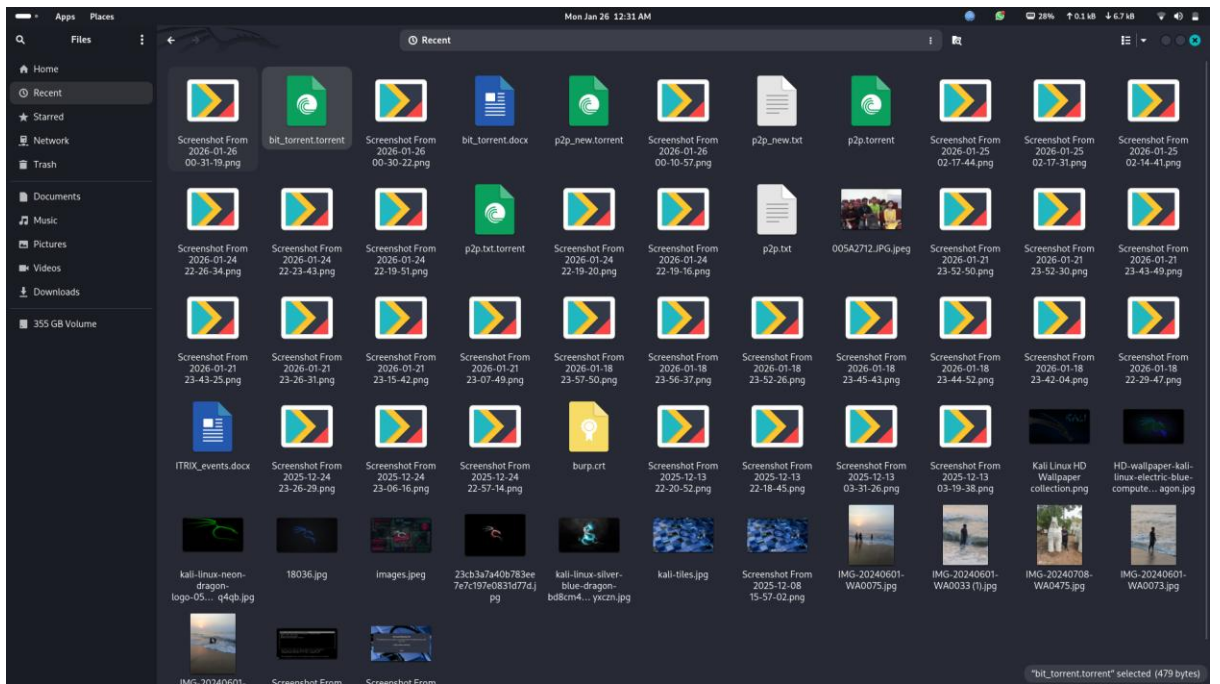 Apps Places
Mon Jan 26 12:31 AM
28% ↑ 0.1 kB ↓ 6.7 kB
Files
Recent
Home
Recent
Starred
Network
Trash
Documents
Music
Pictures
Videos
Downloads
355 GB Volume
Screenshot From
2026-01-26
00-31-19.png
bit_torrent.torrent
Screenshot From
2026-01-26
00-30-22.png
bit_torrent.docx
p2p_new.torrent
Screenshot From
2026-01-26
00-10-57.png
p2p_new.txt
p2p.torrent
Screenshot From
2026-01-25
02-17-44.png
Screenshot From
2026-01-25
02-17-31.png
Screenshot From
2026-01-25
02-14-41.png
Screenshot From
2026-01-24
22-26-34.png
Screenshot From
2026-01-24
22-23-43.png
Screenshot From
2026-01-24
22-19-51.png
p2p.txt.torrent
Screenshot From
2026-01-24
22-19-20.png
Screenshot From
2026-01-24
22-19-16.png
p2p.txt
005A2712.JPG.jpeg
Screenshot From
2026-01-21
23-52-50.png
Screenshot From
2026-01-21
23-52-30.png
Screenshot From
2026-01-21
23-43-49.png
Screenshot From
2026-01-21
23-43-25.png
Screenshot From
2026-01-21
23-26-31.png
Screenshot From
2026-01-21
23-15-42.png
Screenshot From
2026-01-21
23-07-49.png
Screenshot From
2026-01-18
23-57-50.png
Screenshot From
2026-01-18
23-56-37.png
Screenshot From
2026-01-18
23-52-26.png
Screenshot From
2026-01-18
23-45-43.png
Screenshot From
2026-01-18
23-44-52.png
Screenshot From
2026-01-18
23-42-04.png
Screenshot From
2026-01-18
22-29-47.png
ITRIX_events.docx
Screenshot From
2025-12-24
23-26-29.png
Screenshot From
2025-12-24
23-06-16.png
Screenshot From
2025-12-24
22-57-14.png
burp.crt
Screenshot From
2025-12-13
22-20-52.png
Screenshot From
2025-12-13
22-18-45.png
Screenshot From
2025-12-13
03-31-26.png
Screenshot From
2025-12-13
03-19-38.png
Kali Linux HD
Wallpaper
collection.png
HD-wallpaper-kali-
linux-electric-blue-
compute... agon.jpg
kali-linux-neon-
dragon-
logo-05... q4qb.jpg
18036.jpg
images.jpeg
23cb3a7a40b783ee
7e7c197e0831d77d.j
pg
kali-linux-silver-
blue-dragon-
bd8cm4... yxczn.jpg
kali-tiles.jpg
Screenshot From
2025-12-08
15-57-02.png
IMG-20240601-
WA0075.jpg
IMG-20240601-
WA0033 (1).jpg
IMG-20240708-
WA0475.jpg
IMG-20240601-
WA0073.jpg
IMG-20240601-
Screenshot From
Screenshot From
"bit_torrent.torrent" selected (479 bytes)